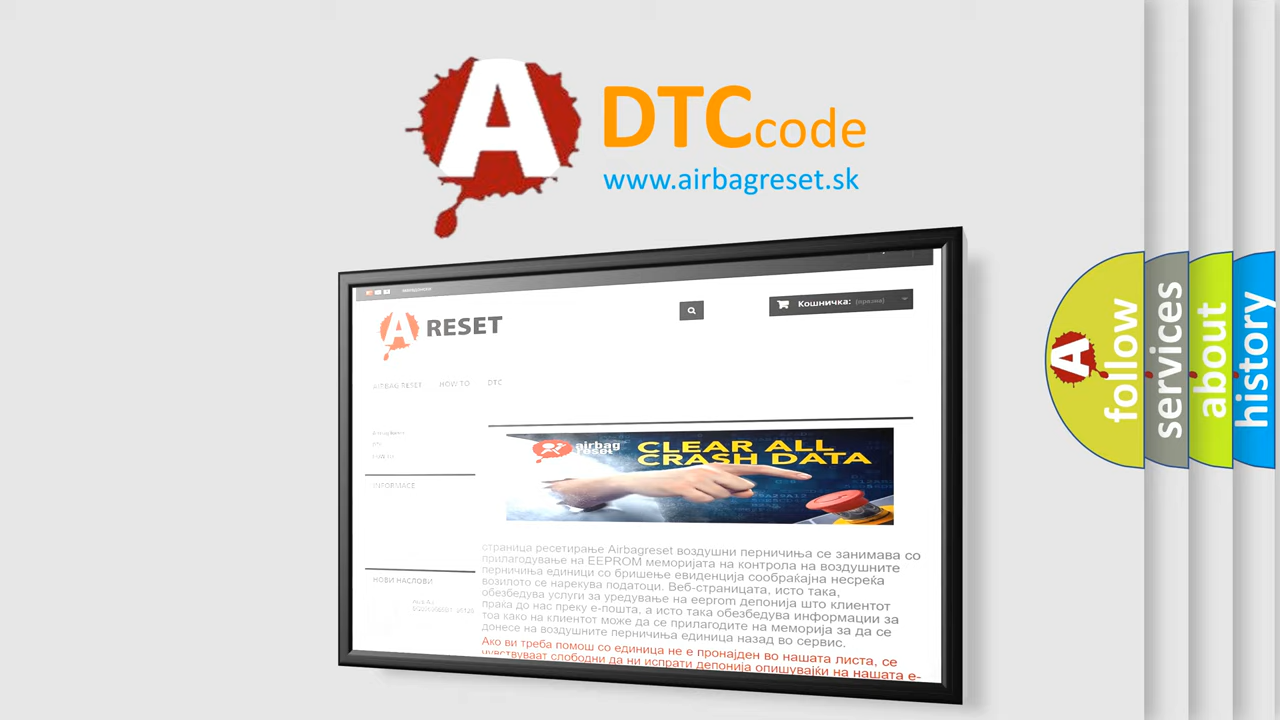 A
DTCcode
www.airbagreset.sk
A RESET
Кошничка: (празна)
AIRBAG RESET
HOW TO
DTC
airbag
reset
CLEAR ALL
CRASH DATA
INFORMACE
НОВИ НАСЛОВИ
страница ресетирање Airbagreset воздушни перничиња се занимава со
прилагодување на EEPROM меморијата на контрола на воздушните
перничиња единици со бришење евиденција сообраќајна несреќа
возилото се нарекува податоци. Веб-страницата, исто така,
обезбедува услуги за уредување на eeprom депонија што клиентот
праќа до нас преку е-пошта, а исто така обезбедува информации за
тоа како на клиентот може да се прилагодите на меморија за да се
донесе на воздушните перничиња единица назад во сервис.
Ако ви треба помош со единица не е пронајден во нашата листа, се
чувствуваат слободни да ни испрати депонија опишувајќи на нашата е-
A
follow
services
about
history